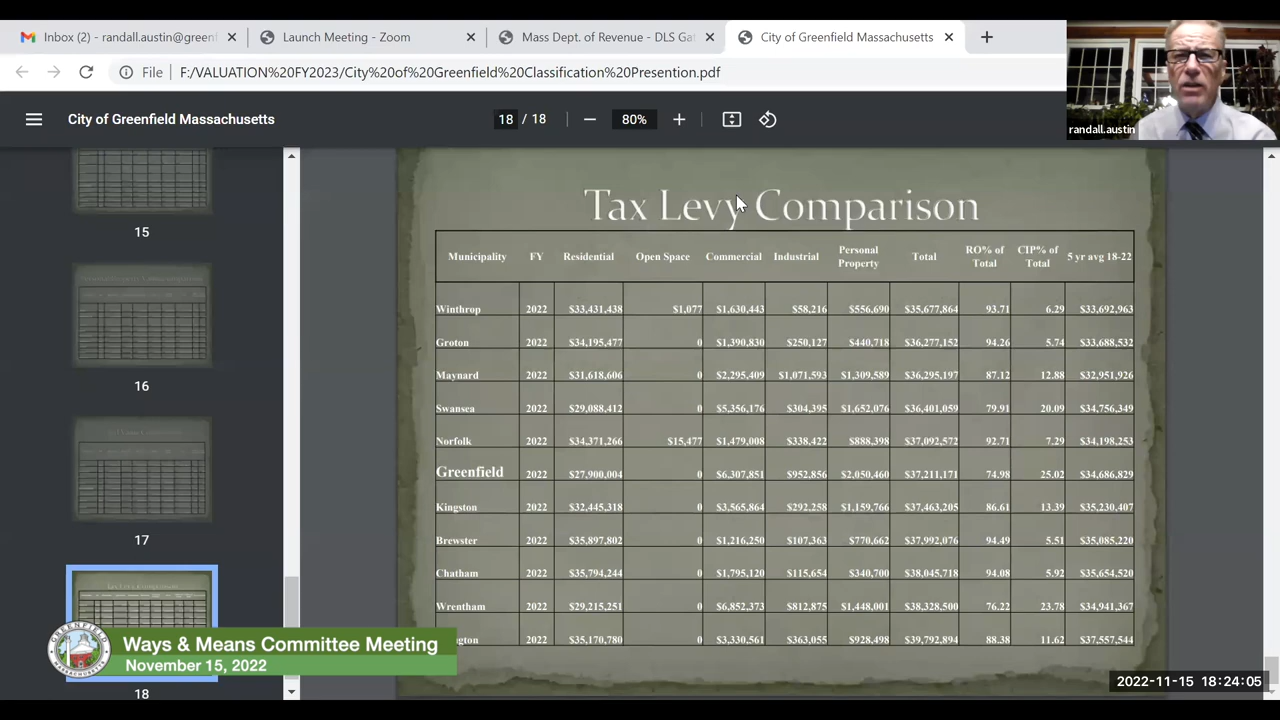 Inbox (2) - randall.austin@green
Launch Meeting - Zoom
Mass Dept. of Revenue - DLS Gat
City of Greenfield Massachusetts
File F:/VALUATION%20FY2023/City%20of%20Greenfield%20Classification%20Presention.pdf
randall.austin
City of Greenfield Massachusetts 18 / 18 80%
15
16
17
18
Tax Levy Comparison
Municipality FY Residential Open Space Commercial Industrial Personal Property Total RO% of Total CIP% of Total 5 yr avg 18-22
Winthrop 2022 $33,431,438 $1,077 $1,630,443 $58,216 $556,690 $35,677,864 93.71 6.29 $33,692,963
Groton 2022 $34,195,477 0 $1,390,830 $250,127 $440,718 $36,277,152 94.26 5.74 $33,688,532
Maynard 2022 $31,618,606 0 $2,295,409 $1,071,593 $1,309,589 $36,295,197 87.12 12.88 $32,951,926
Swansea 2022 $29,088,412 0 $5,356,176 $304,395 $1,652,076 $36,401,059 79.91 20.09 $34,756,349
Norfolk 2022 $34,371,266 $15,477 $1,479,008 $338,422 $888,398 $37,092,572 92.71 7.29 $34,198,253
Greenfield 2022 $27,900,004 0 $6,307,851 $952,856 $2,050,460 $37,211,171 74.98 25.02 $34,686,829
Kingston 2022 $32,445,318 0 $3,565,864 $292,258 $1,159,766 $37,463,205 86.61 13.39 $35,230,407
Brewster 2022 $35,897,802 0 $1,216,250 $107,363 $770,662 $37,992,076 94.49 5.51 $35,085,220
Chatham 2022 $35,794,244 0 $1,795,120 $115,654 $340,700 $38,045,718 94.08 5.92 $35,654,520
Wrentham 2022 $29,215,251 0 $6,852,373 $812,875 $1,448,001 $38,328,500 76.22 23.78 $34,941,367
ngton 2022 $35,170,780 0 $3,330,561 $363,055 $928,498 $39,792,894 88.38 11.62 $37,557,544
GREENFIELD
MASSACHUSETTS
Ways & Means Committee Meeting
November 15, 2022
2022-11-15 18:24:05